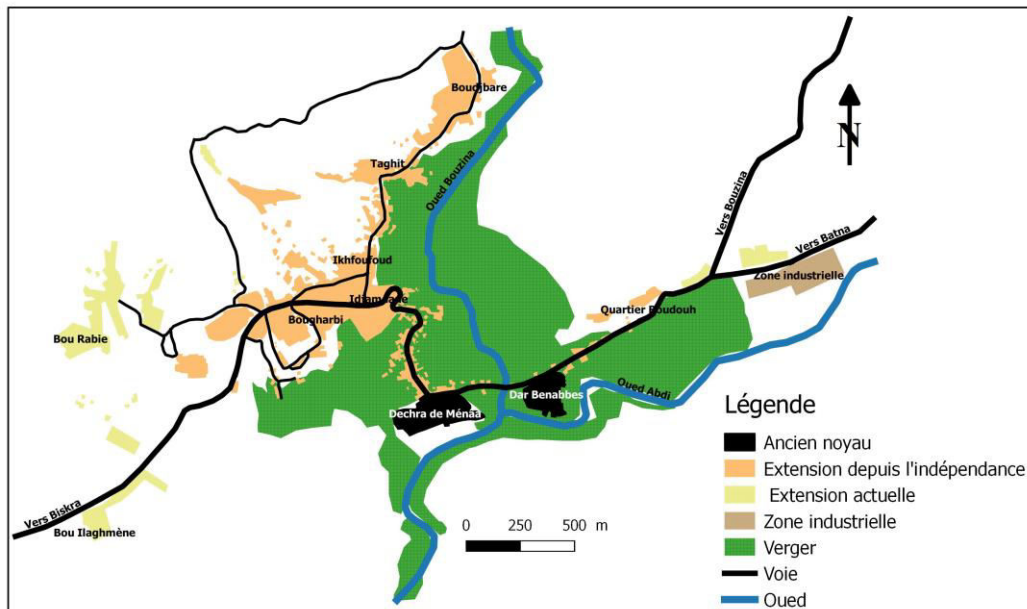 Boudjbare
Taghit
Oued Bouzina
Vers Bouzina
N
Vers Batna
Ikhfoufoud
Zone industrielle
Bougharbi
Quartier Boudouh
Bou Rabie
Dar Benabbes
Oued Abdi
Dechra de Ménaa
Vers Biskra
Bou Ilaghmène
0 250 500 m
Légende
Ancien noyau
Extension depuis l'indépendance
Extension actuelle
Zone industrielle
Verger
Voie
Oued